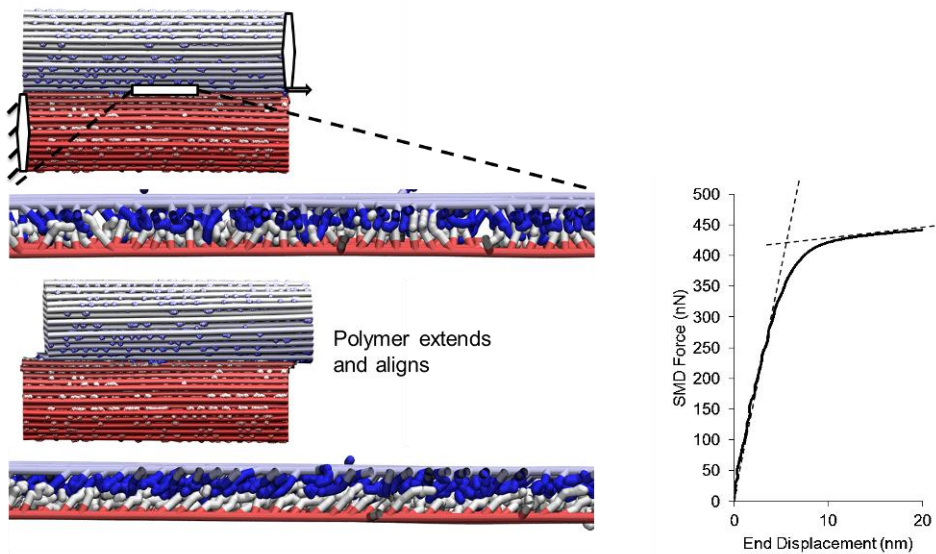 Polymer extends
and aligns
SMD Force (nN)
500
450
400
350
300
250
200
150
100
50
0
0 10 20
End Displacement (nm)